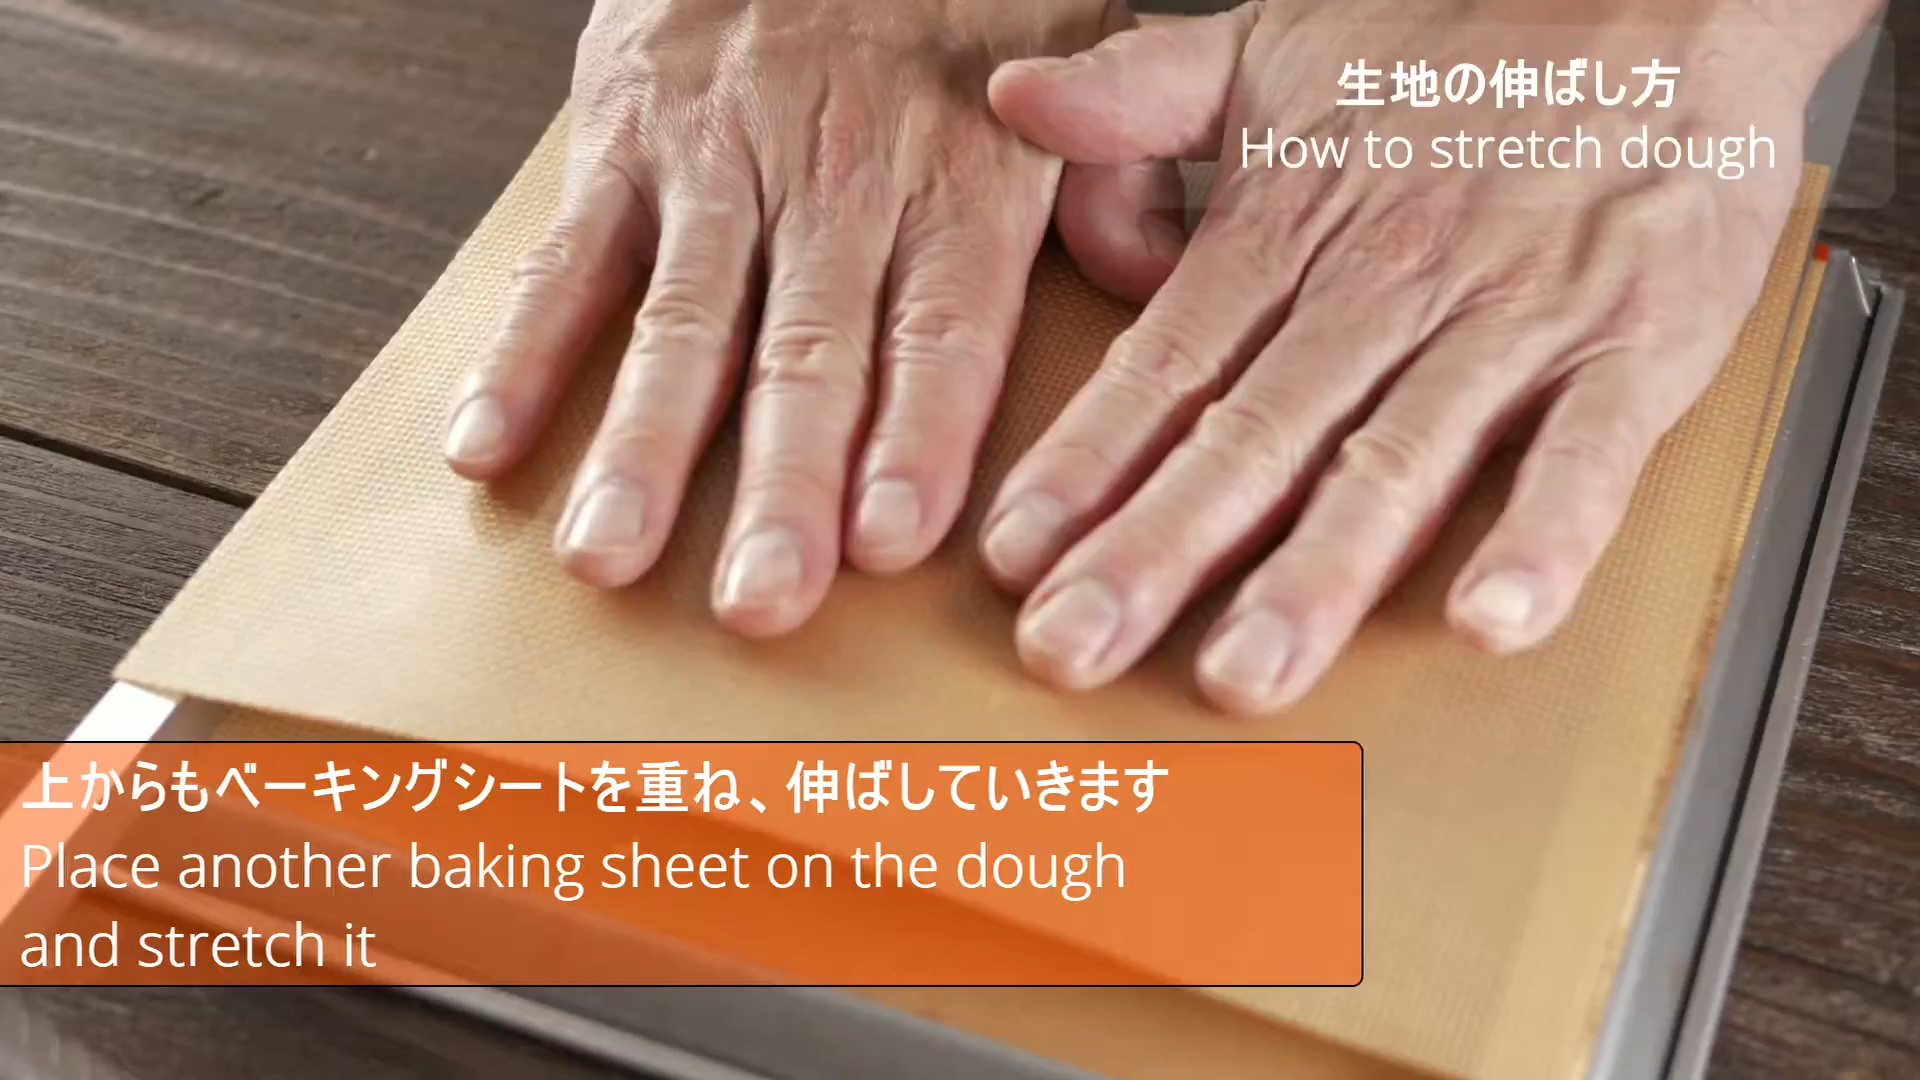 生地の伸ばし方
How to stretch dough
上からもベーキングシートを重ね、伸ばしていきます
Place another baking sheet on the dough
and stretch it